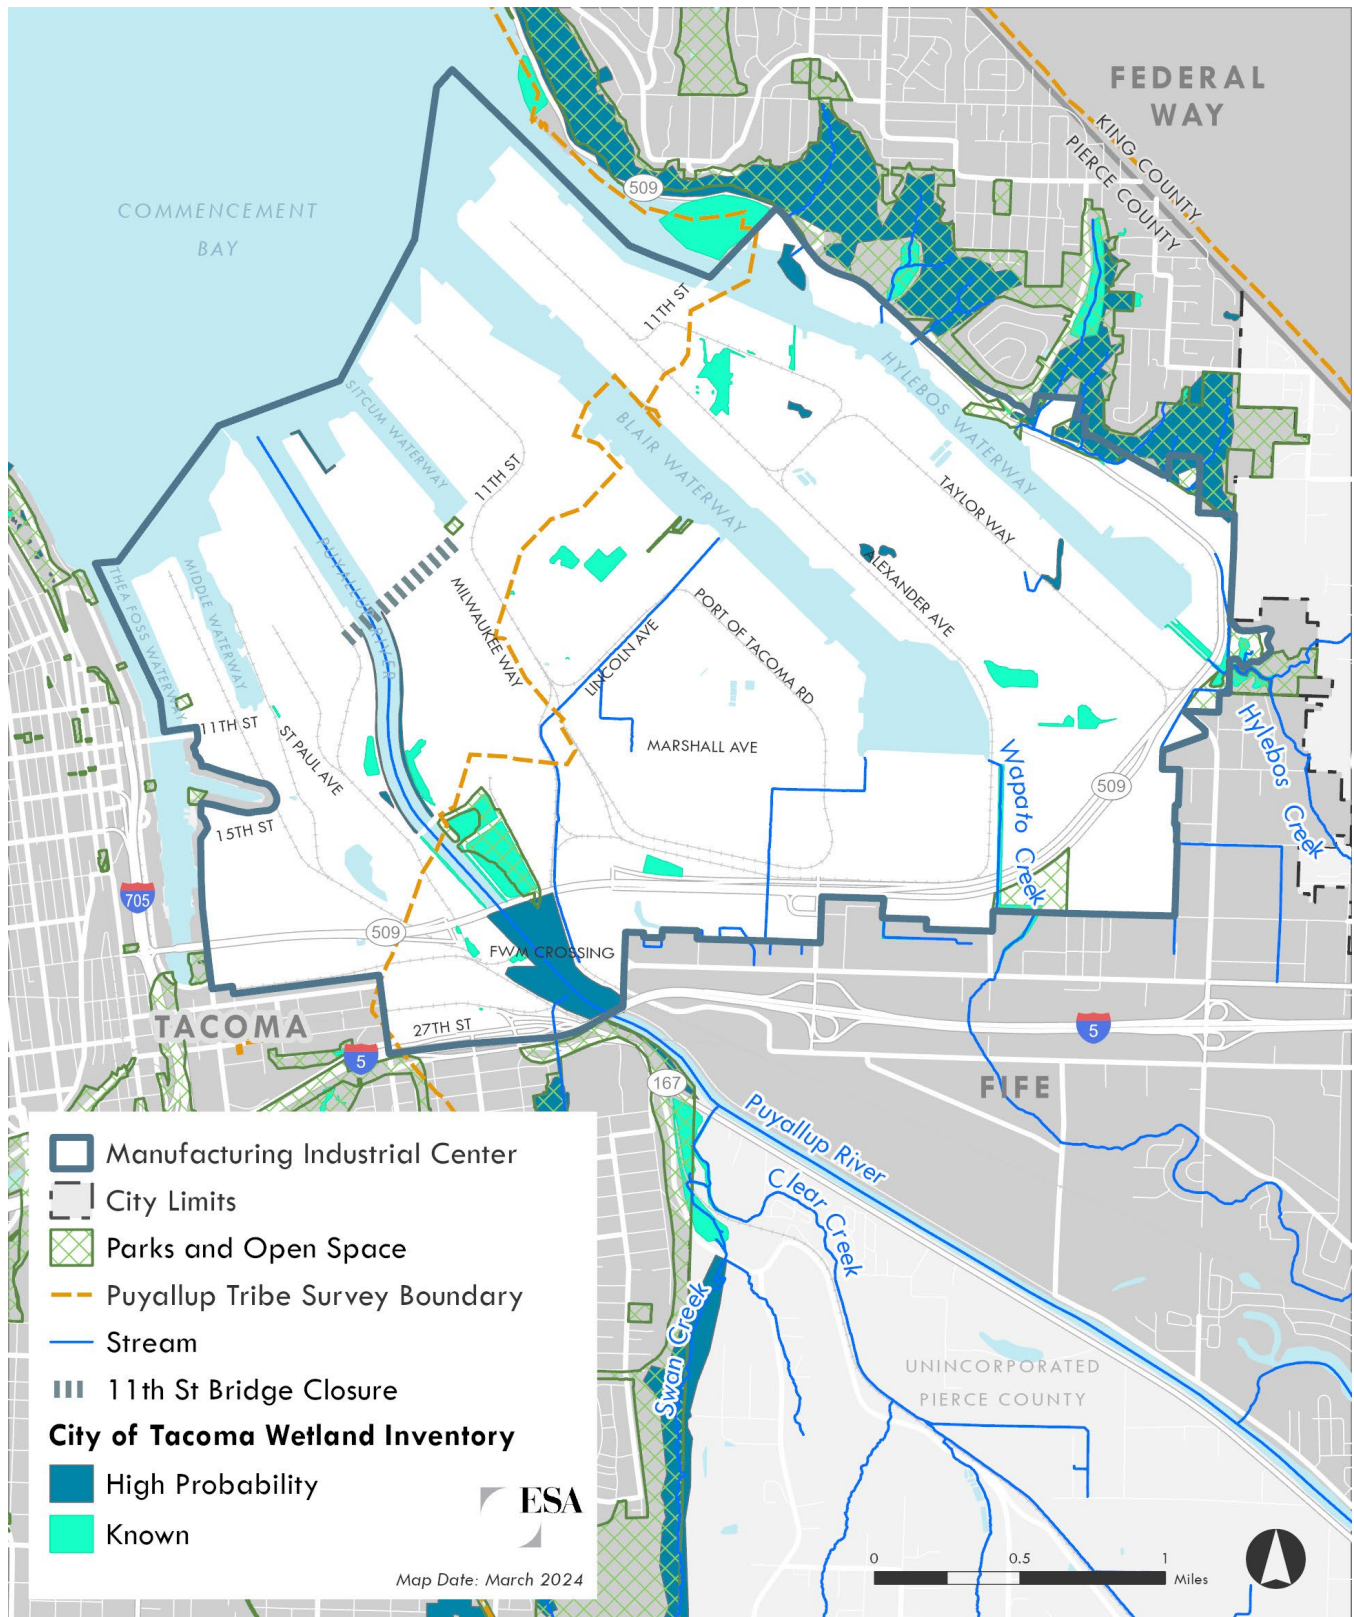 FEDERAL
WAY
KING COUNTY
PIERCE COUNTY
COMMENCEMENT
BAY
509
11TH ST
HYLEBOS WATERWAY
SITCUM WATERWAY
BLAIR WATERWAY
11TH ST
TAYLOR WAY
PUYALLUP RIVER
ALEXANDER AVE
THEA FOSS WATERWAY
MIDDLE WATERWAY
MILWAUKEE WAY
LINCOLN AVE
PORT OF TACOMA RD
11TH ST
ST PAUL AVE
MARSHALL AVE
Wapato Creek
Hylebos Creek
509
15TH ST
705
509
FWM CROSSING
TACOMA
27TH ST
5
5
167
FIFE
Puyallup River
Clear Creek
Swan Creek
UNINCORPORATED
PIERCE COUNTY
Manufacturing Industrial Center
City Limits
Parks and Open Space
Puyallup Tribe Survey Boundary
Stream
11th St Bridge Closure
City of Tacoma Wetland Inventory
High Probability
Known
ESA
Map Date: March 2024
0 0.5 1
Miles